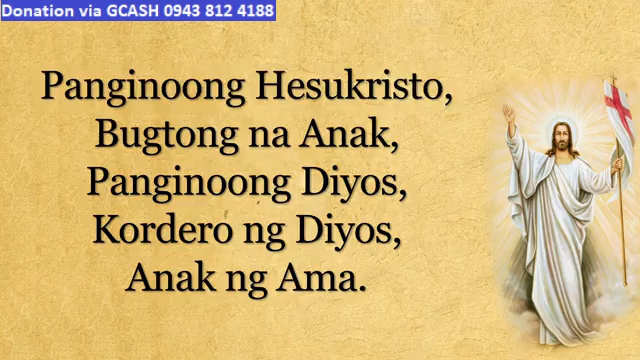 Donation via GCASH 0943 812 4188
Panginoong Hesukristo,
Bugtong na Anak,
Panginoong Diyos,
Kordero ng Diyos,
Anak ng Ama.